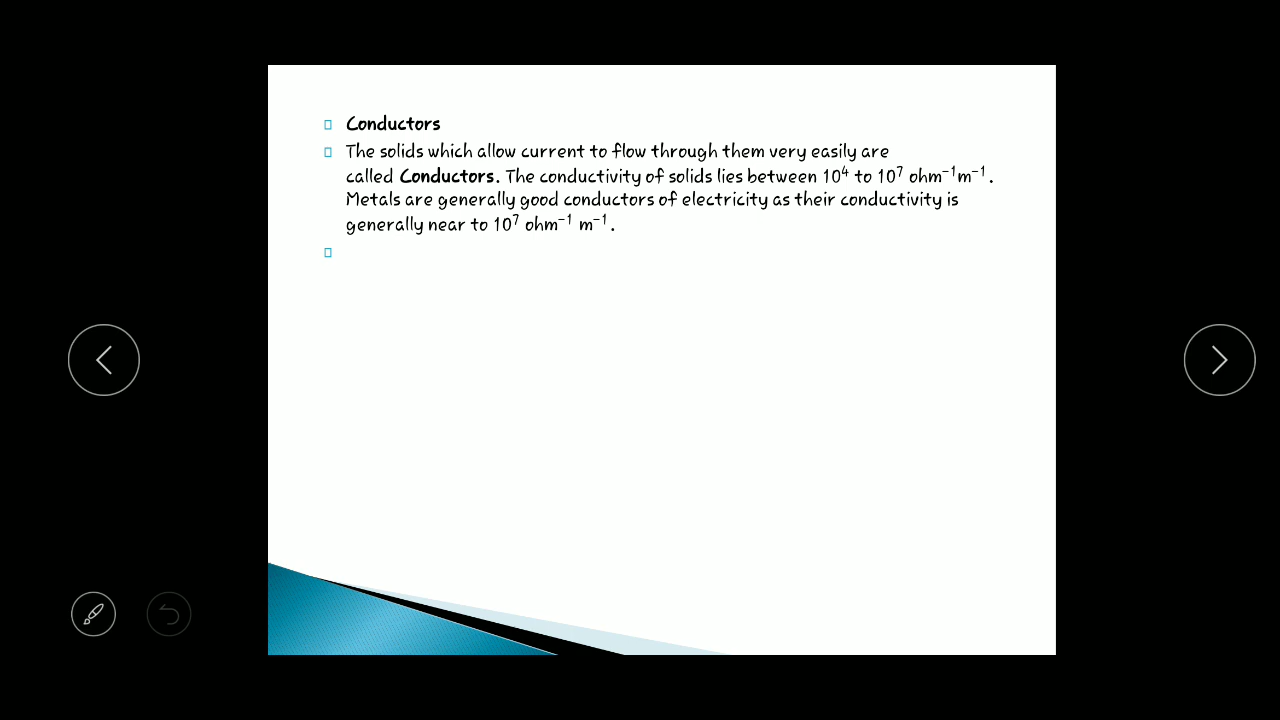 Conductors
The solids which allow current to flow through them very easily are
called Conductors. The conductivity of solids lies between 10⁴ to 10⁷ ohm⁻¹m⁻¹.
Metals are generally good conductors of electricity as their conductivity is
generally near to 10⁷ ohm⁻¹ m⁻¹.